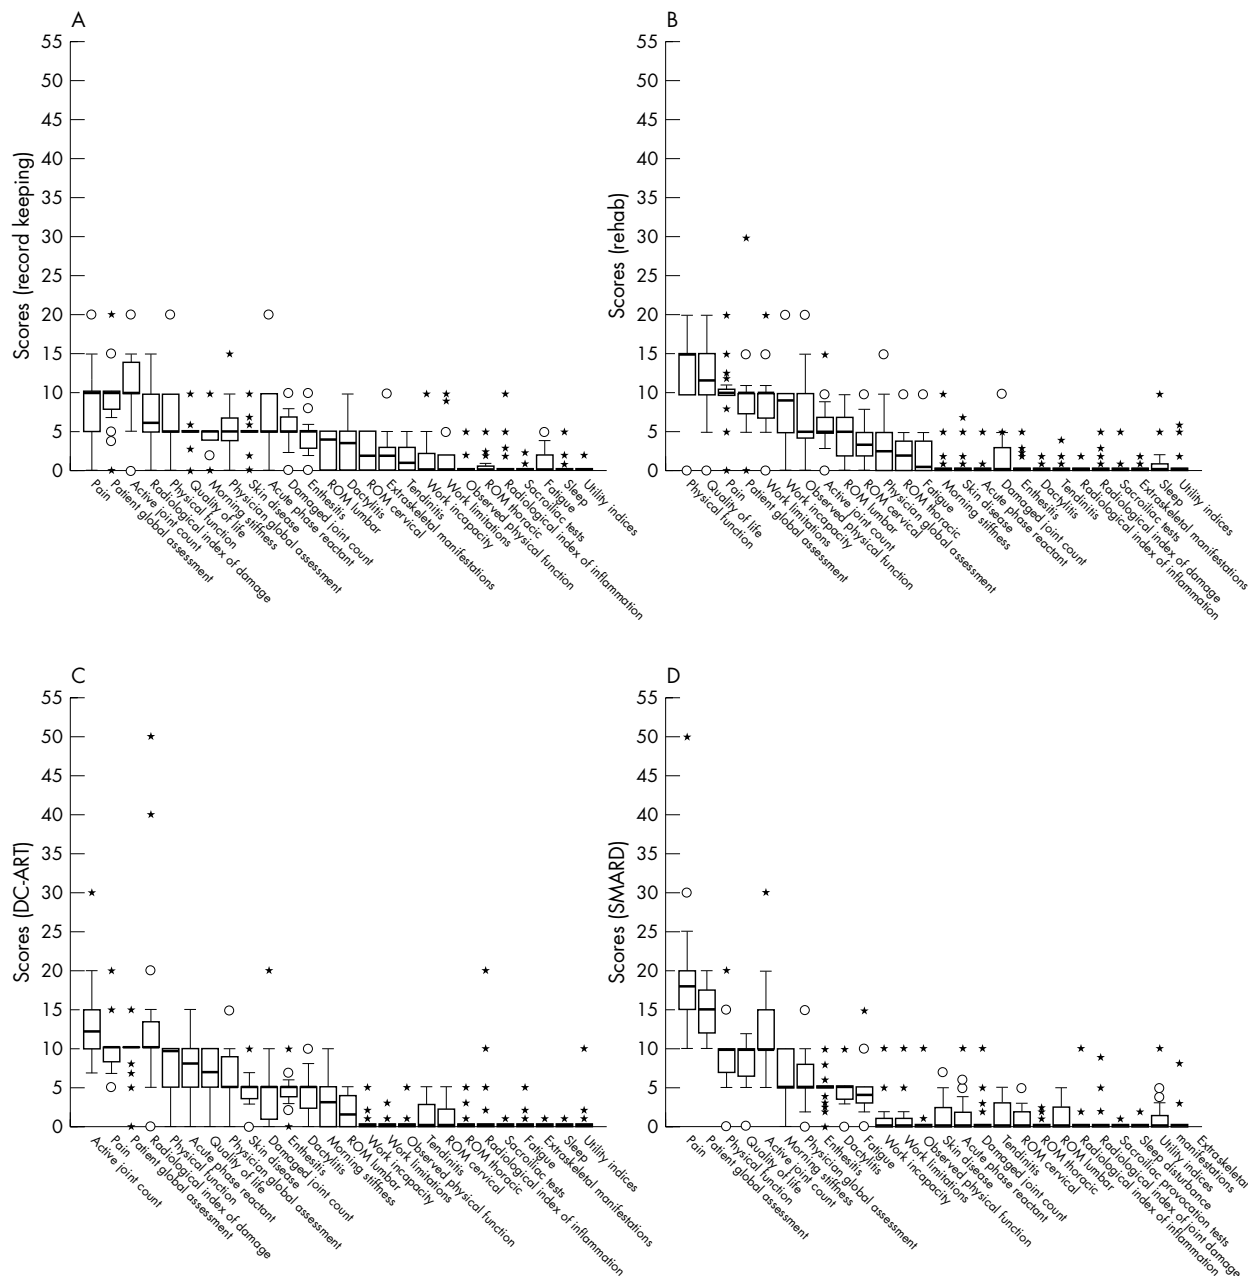 A
55
50
45
40
35
30
25
20
15
10
5
0
Scores (record keeping)
Pain
Patient global assessment
Active joint count
Radiological index of damage
Physical function
Quality of life
Morning stiffness
Physician global assessment
Skin disease
Acute phase reactant
Damaged joint count
Enthesitis
ROM lumbar
Dactylitis
ROM cervical
Extraskeletal manifestations
Tendinitis
Work incapacity
Work limitations
Observed physical function
ROM thoracic
Radiological index of inflammation
Sacroiliac tests
Fatigue
Sleep
Utility indices
B
55
50
45
40
35
30
25
20
15
10
5
0
Scores (rehab)
Physical function
Quality of life
Pain
Patient global assessment
Work limitations
Work incapacity
Observed physical function
Active joint count
ROM lumbar
ROM cervical
Physician global assessment
ROM thoracic
Fatigue
Morning stiffness
Skin disease
Acute phase reactant
Damaged joint count
Enthesitis
Dactylitis
Tendinitis
Radiological index of inflammation
Radiological index of damage
Sacroiliac tests
Extraskeletal manifestations
Sleep
Utility indices
C
55
50
45
40
35
30
25
20
15
10
5
0
Scores (DC-ART)
Active joint count
Pain
Patient global assessment
Radiological index of damage
Physical function
Acute phase reactant
Quality of life
Physician global assessment
Skin disease
Damaged joint count
Enthesitis
Dactylitis
Morning stiffness
ROM lumbar
Work incapacity
Work limitations
Observed physical function
Tendinitis
ROM cervical
ROM thoracic
Radiological index of inflammation
Sacroiliac tests
Fatigue
Extraskeletal manifestations
Sleep
Utility indices
D
55
50
45
40
35
30
25
20
15
10
5
0
Scores (SMARD)
Pain
Patient global assessment
Physical function
Quality of life
Active joint count
Morning stiffness
Physician global assessment
Enthesitis
Dactylitis
Fatigue
Work incapacity
Work limitations
Observed physical function
Skin disease
Acute phase reactant
Damaged joint count
Tendinitis
ROM cervical
ROM thoracic
ROM lumbar
Radiological index of inflammation
Radiological index of joint damage
Sacroiliac provocation tests
Sleep disturbance
Utility indices
Extraskeletal
manifestations